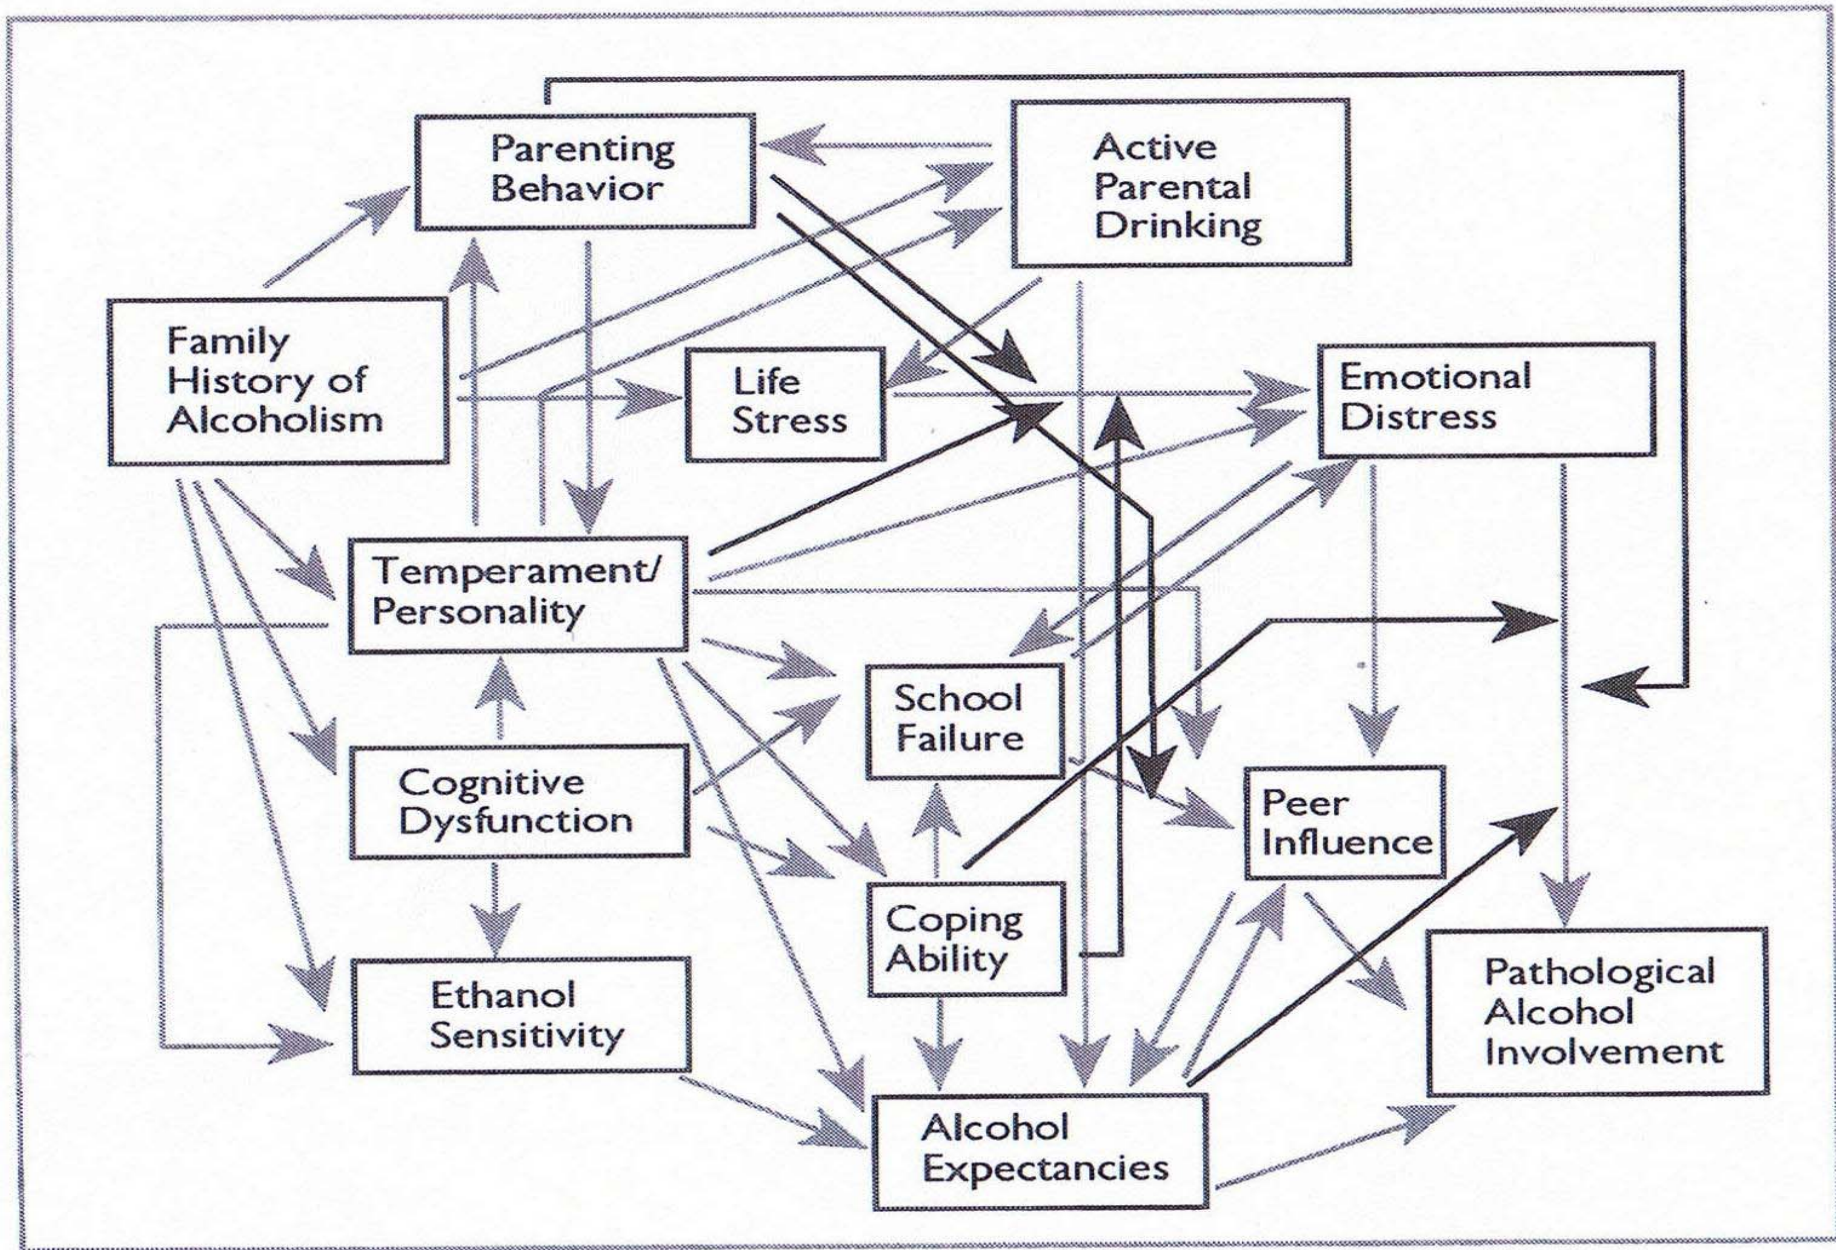 Parenting
Behavior
Active
Parental
Drinking
Family
History of
Alcoholism
Life
Stress
Emotional
Distress
Temperament/
Personality
School
Failure
Cognitive
Dysfunction
Peer
Influence
Coping
Ability
Ethanol
Sensitivity
Pathological
Alcohol
Involvement
Alcohol
Expectancies